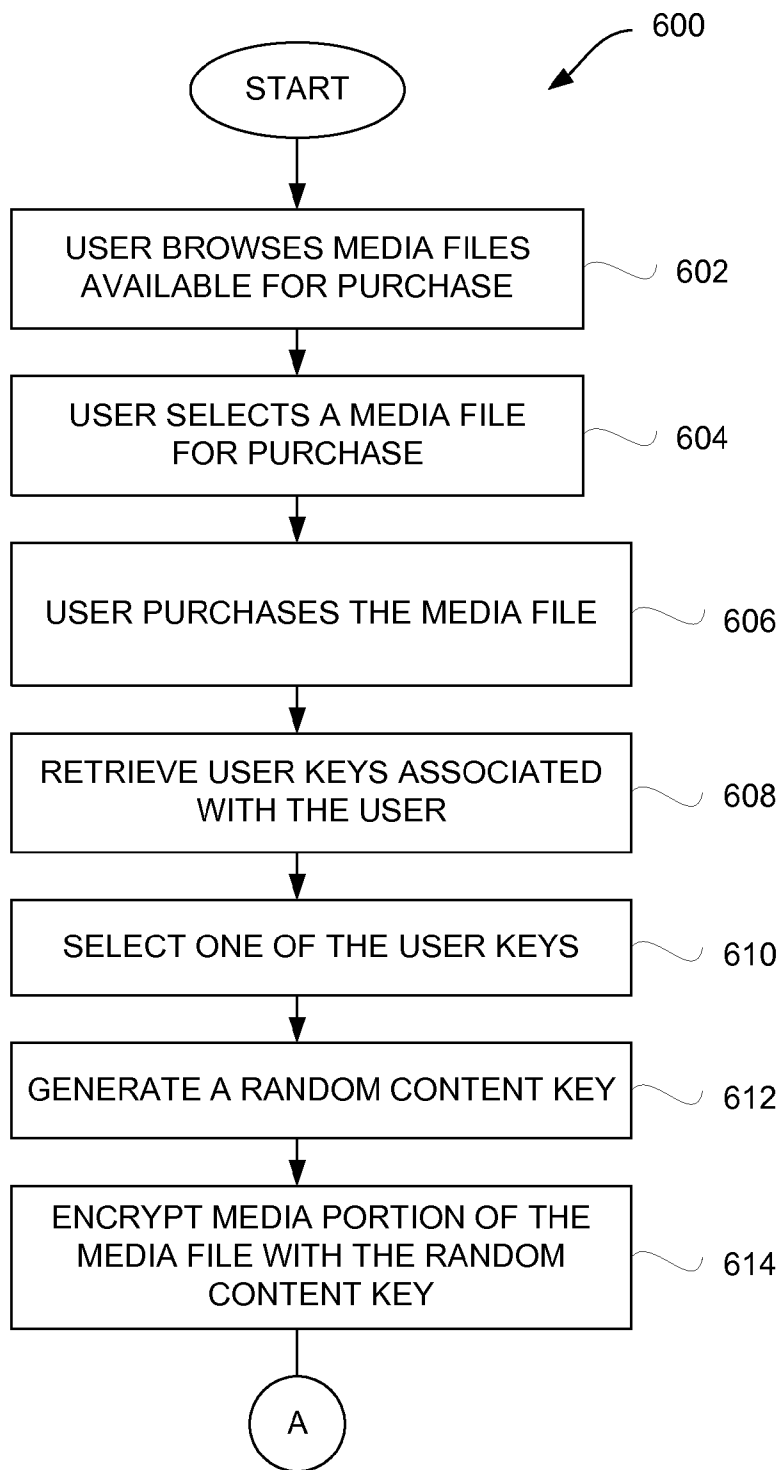 600
START
USER BROWSES MEDIA FILES
AVAILABLE FOR PURCHASE
602
USER SELECTS A MEDIA FILE
FOR PURCHASE
604
USER PURCHASES THE MEDIA FILE
606
RETRIEVE USER KEYS ASSOCIATED
WITH THE USER
608
SELECT ONE OF THE USER KEYS
610
GENERATE A RANDOM CONTENT KEY
612
ENCRYPT MEDIA PORTION OF THE
MEDIA FILE WITH THE RANDOM
CONTENT KEY
614
A